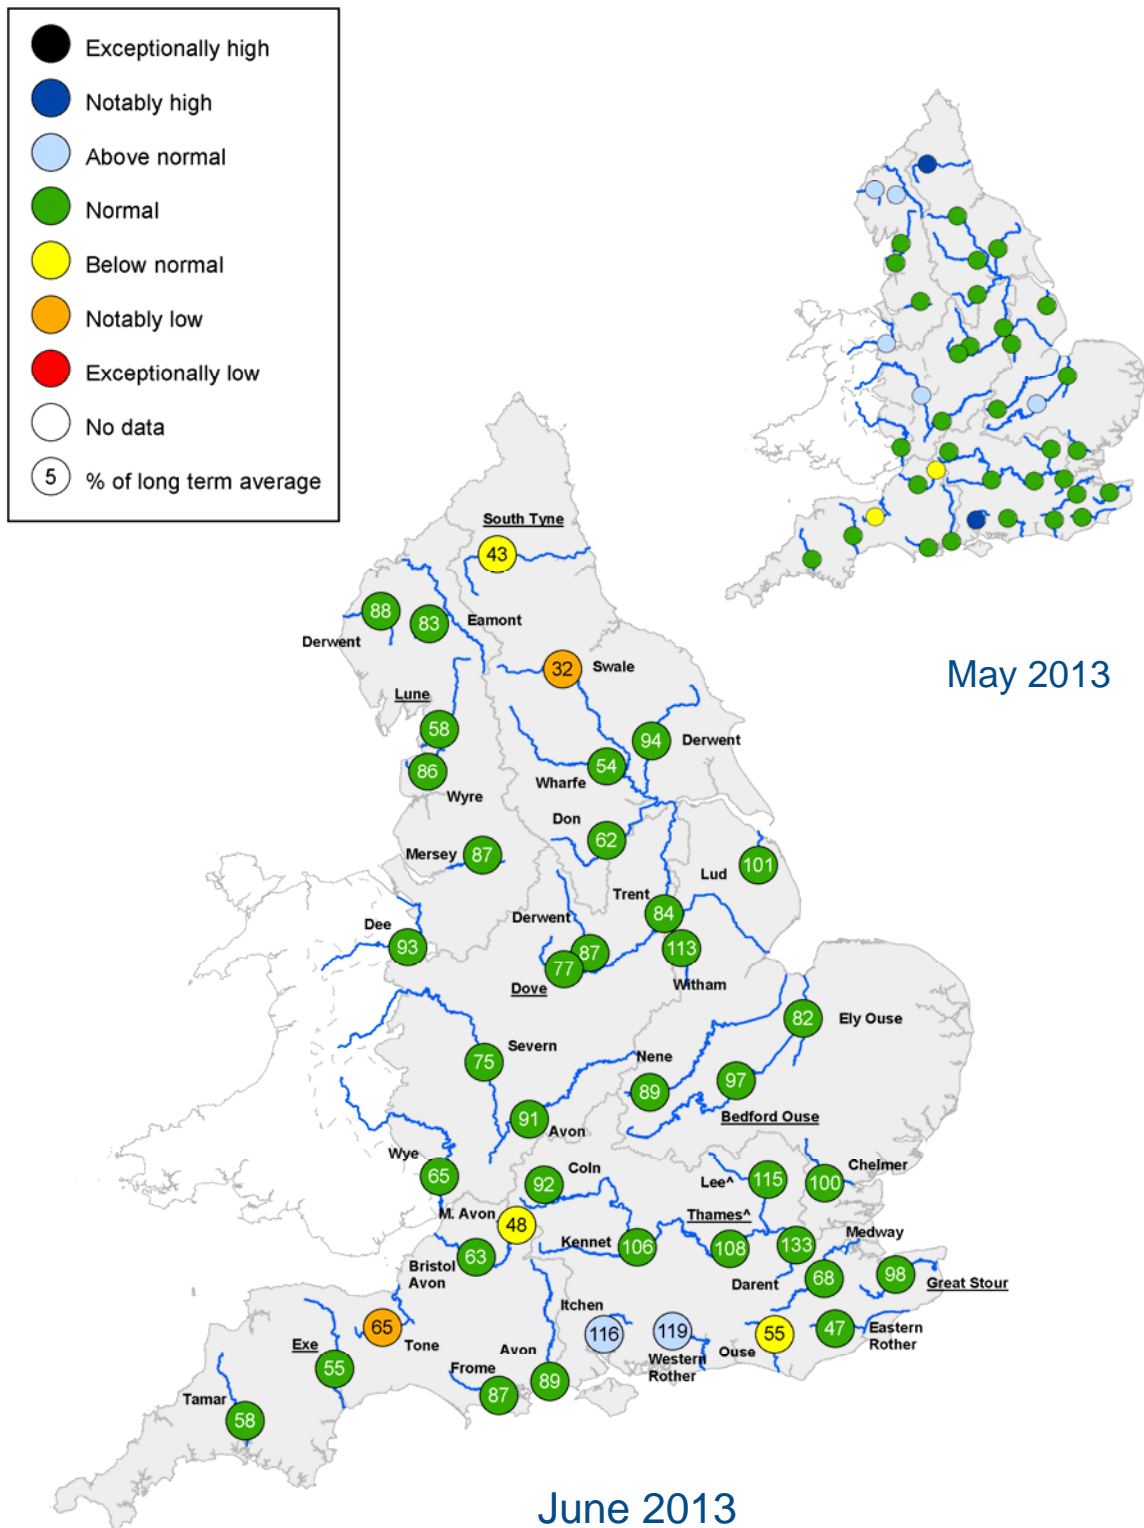 Exceptionally high
Notably high
Above normal
Normal
Below normal
Notably low
Exceptionally low
No data
5 % of long term average
May 2013
South Tyne
43
88
83
Eamont
Derwent
32
Swale
Lune
58
94
Derwent
54
86
Wharfe
Wyre
Don
62
Mersey
87
101
Lud
Trent
84
Derwent
Dee
93
87
113
77
Witham
Dove
82
Ely Ouse
Severn
75
Nene
97
89
Bedford Ouse
91
Avon
Wye
65
Coln
92
Lee^
115
Chelmer
100
M. Avon
48
Thames^
Medway
Kennet
106
108
133
63
Bristol
Avon
Darent
68
98
Great Stour
Itchen
116
119
Western
Rother
Ouse
55
47
Eastern
Rother
65
Tone
Exe
55
Avon
89
Frome
87
Tamar
58
June 2013